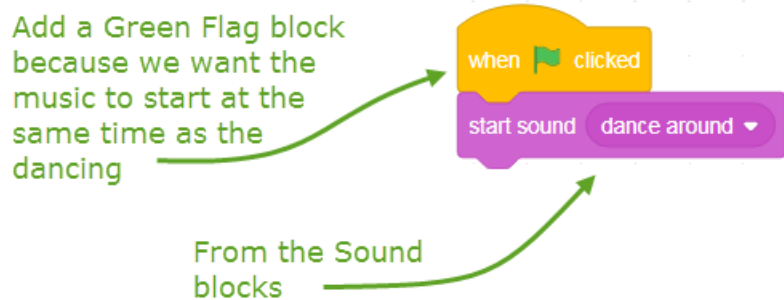 Add a Green Flag block
because we want the
music to start at the
same time as the
dancing
when clicked
start sound dance around
From the Sound
blocks